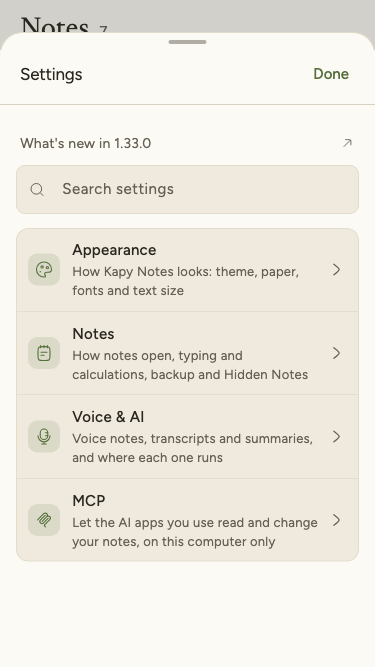 Notes 7
Settings
Done
What's new in 1.33.0
Search settings
Appearance
How Kapy Notes looks: theme, paper,
fonts and text size
Notes
How notes open, typing and
calculations, backup and Hidden Notes
Voice & AI
Voice notes, transcripts and summaries,
and where each one runs
MCP
Let the AI apps you use read and change
your notes, on this computer only